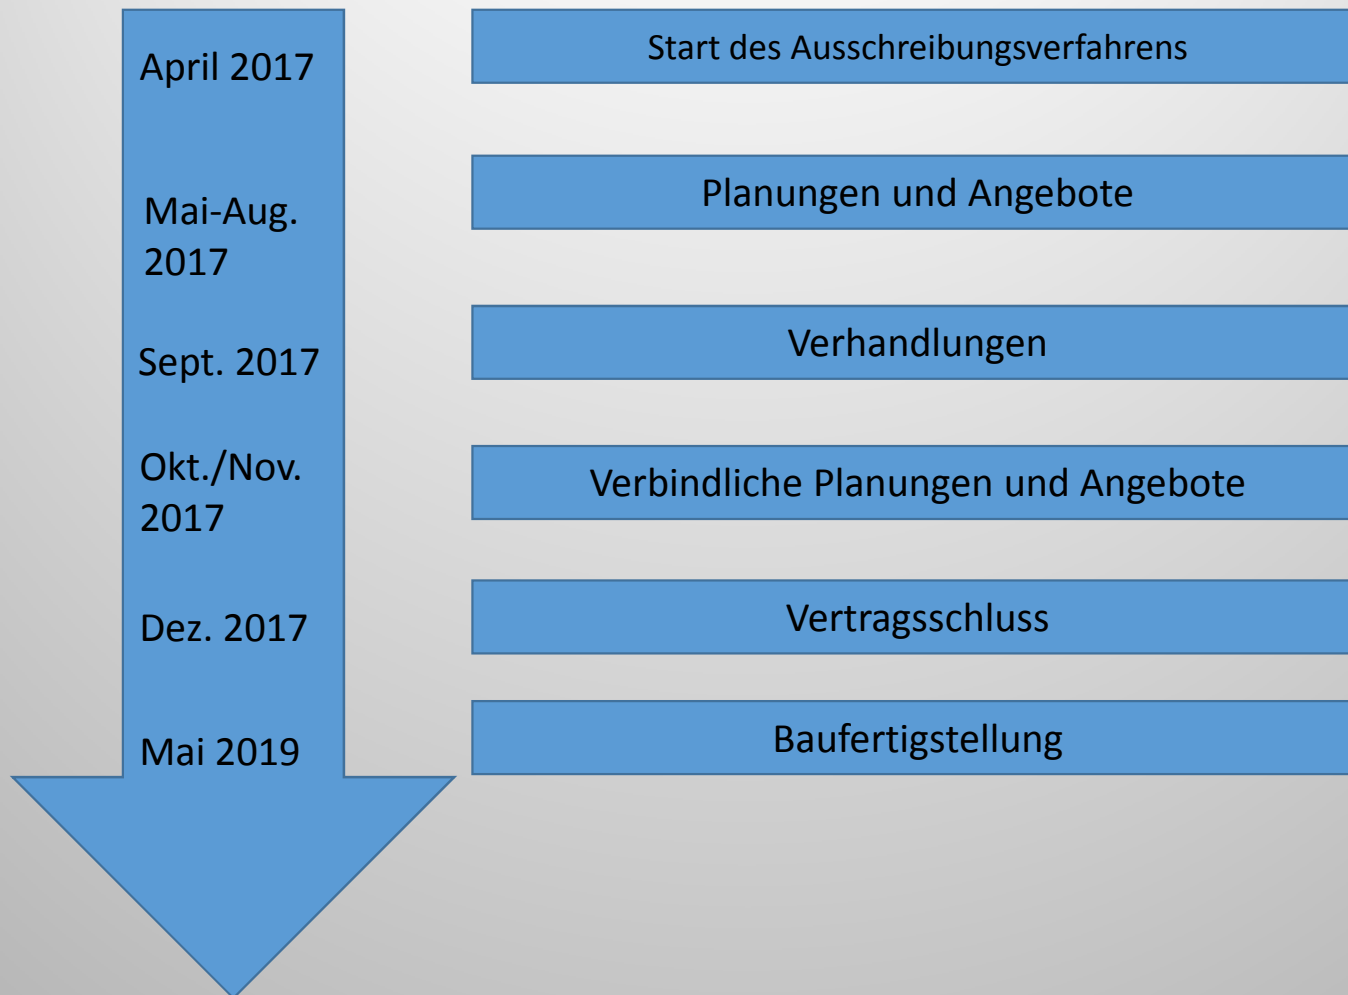 April 2017
Start des Ausschreibungsverfahrens
Mai-Aug.
2017
Planungen und Angebote
Sept. 2017
Verhandlungen
Okt./Nov.
2017
Verbindliche Planungen und Angebote
Dez. 2017
Vertragsschluss
Mai 2019
Baufertigstellung